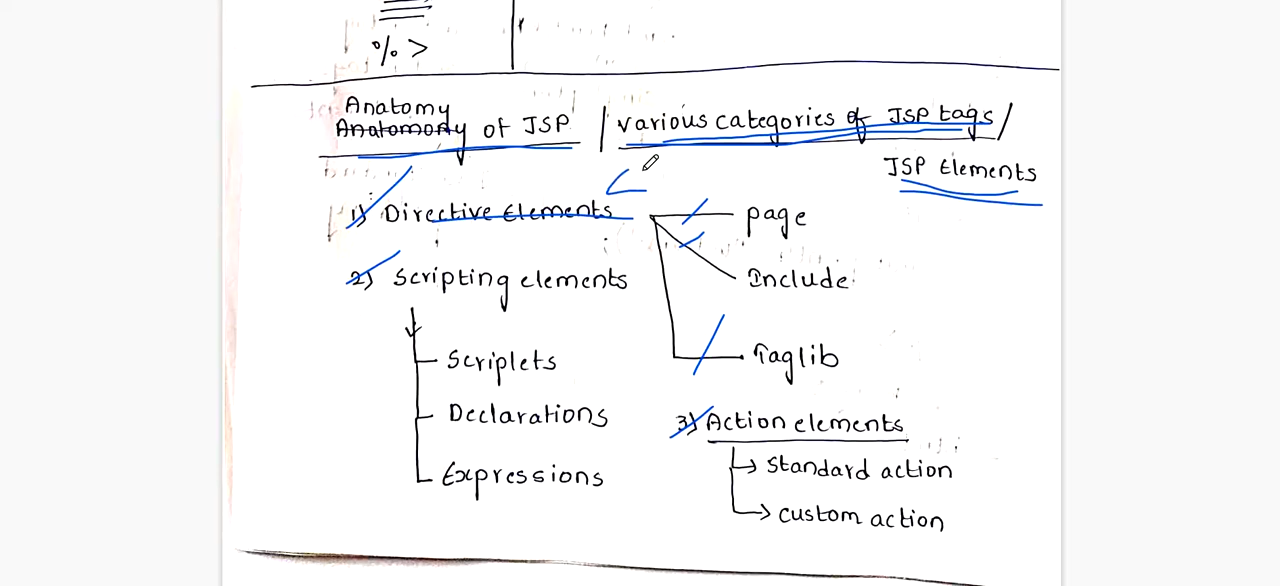 % >
Anatomy
Anatomody of JSP / various categories of JSP tags /
JSP Elements
1) Directive Elements
page
Include
Taglib
2) Scripting elements
Scriplets
Declarations
Expressions
3) Action elements
standard action
custom action